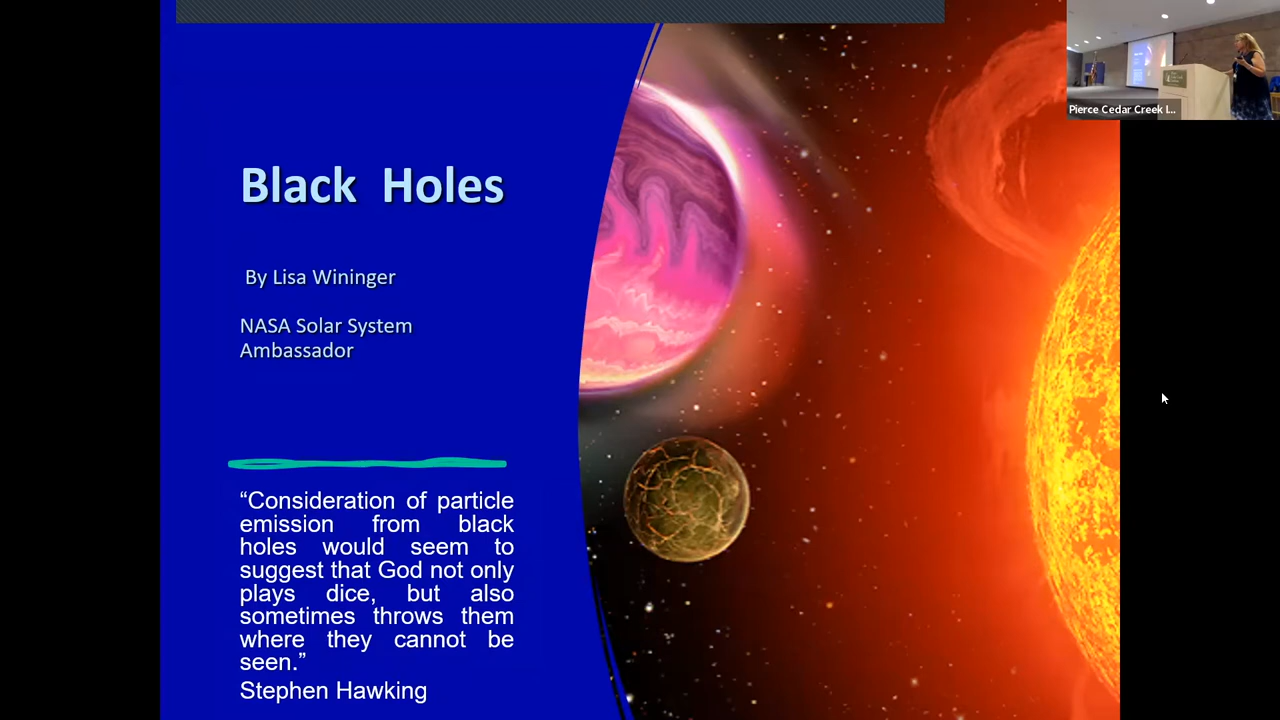 Black Holes
By Lisa Wininger
NASA Solar System
Ambassador
“Consideration of particle
emission from black
holes would seem to
suggest that God not only
plays dice, but also
sometimes throws them
where they cannot be
seen.”
Stephen Hawking
Pierce Cedar Creek I...